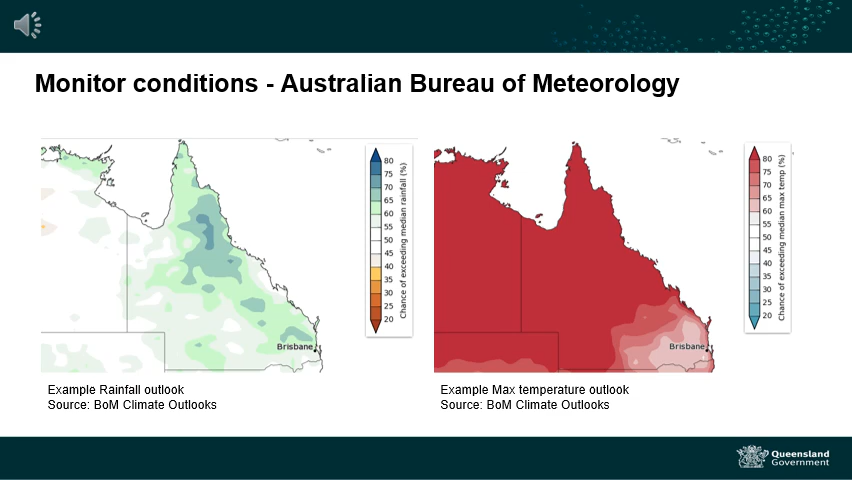 Monitor conditions - Australian Bureau of Meteorology
80
75
70
65
60
55
50
45
40
35
30
25
20
Chance of exceeding median rainfall (%)
Brisbane
80
75
70
65
60
55
50
45
40
35
30
25
20
Chance of exceeding median max temp (%)
Brisbane
Example Rainfall outlook
Source: BoM Climate Outlooks
Example Max temperature outlook
Source: BoM Climate Outlooks
Queensland
Government